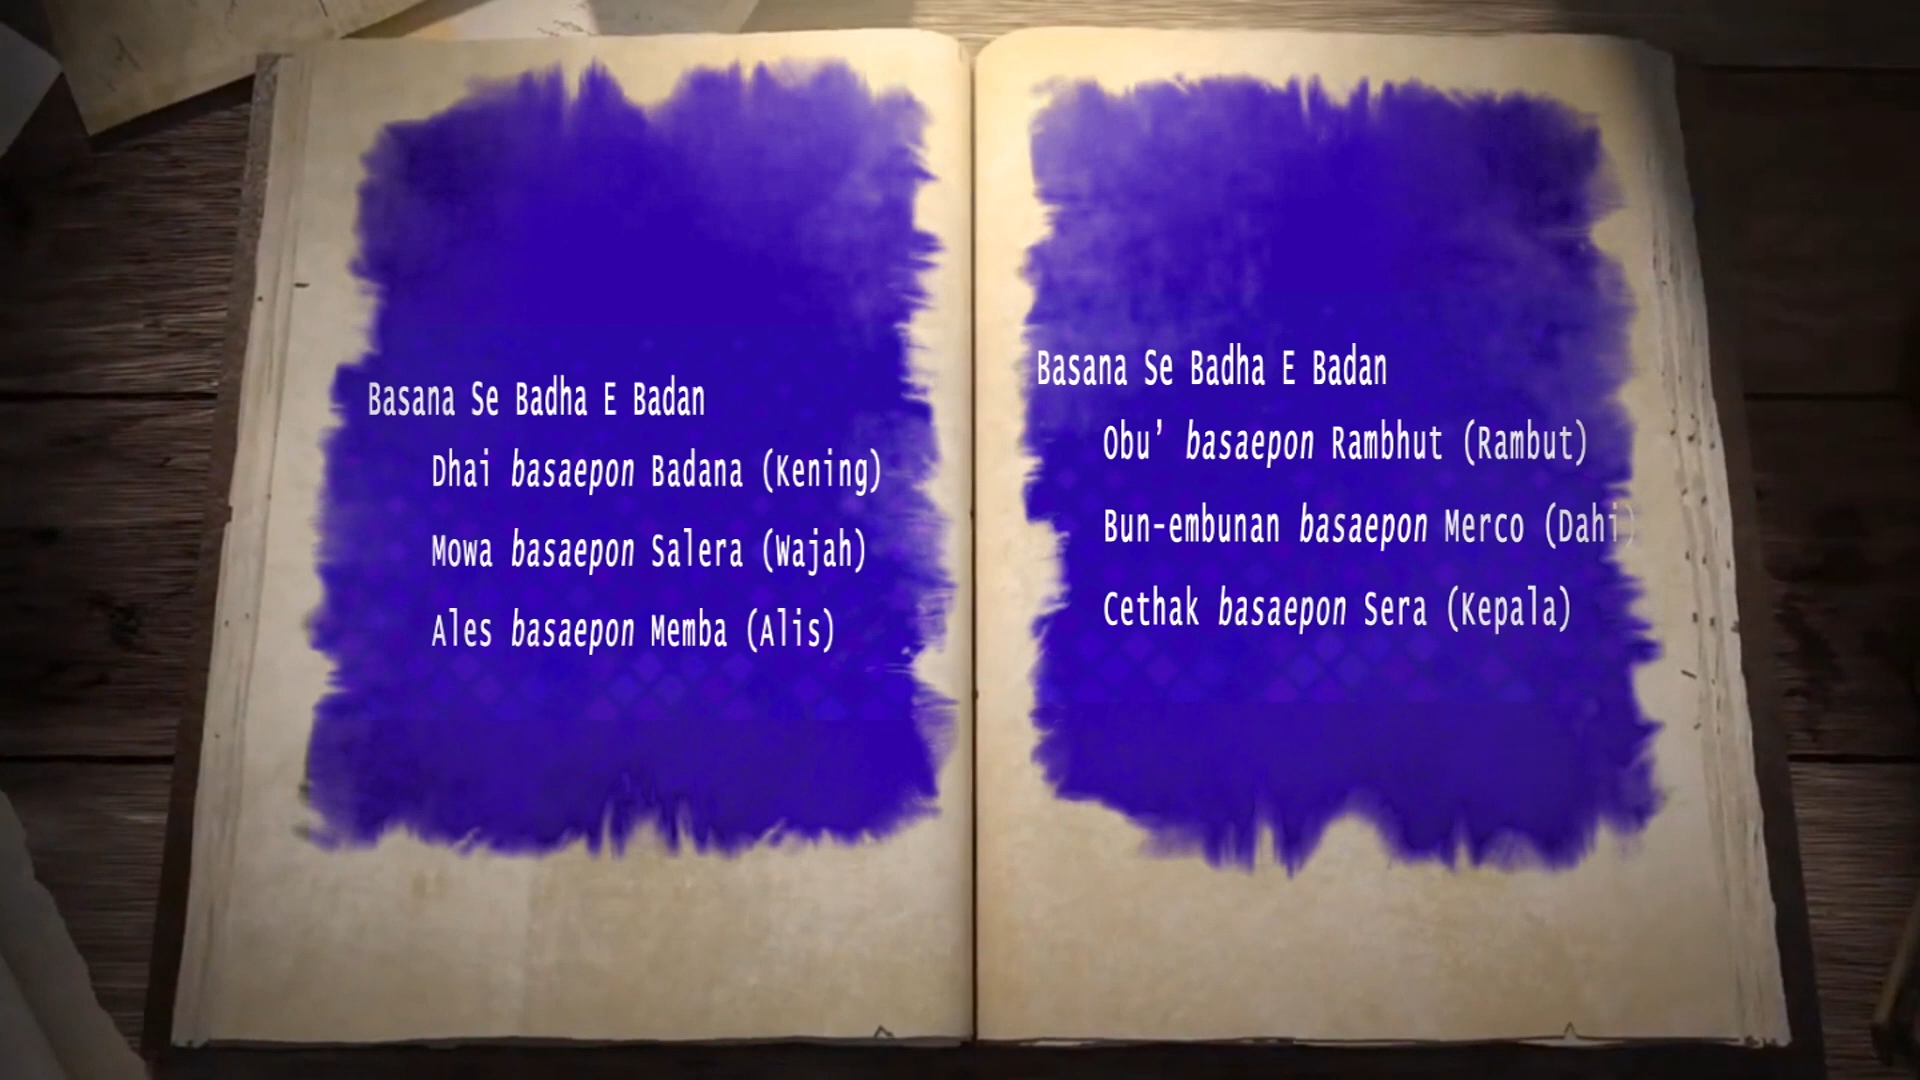 Basana Se Badha E Badan
Dhai basaepon Badana (Kening)
Mowa basaepon Salera (Wajah)
Ales basaepon Memba (Alis)
Basana Se Badha E Badan
Obu' basaepon Rambhut (Rambut)
Bun-embunan basaepon Merco (Dahi)
Cethak basaepon Sera (Kepala)